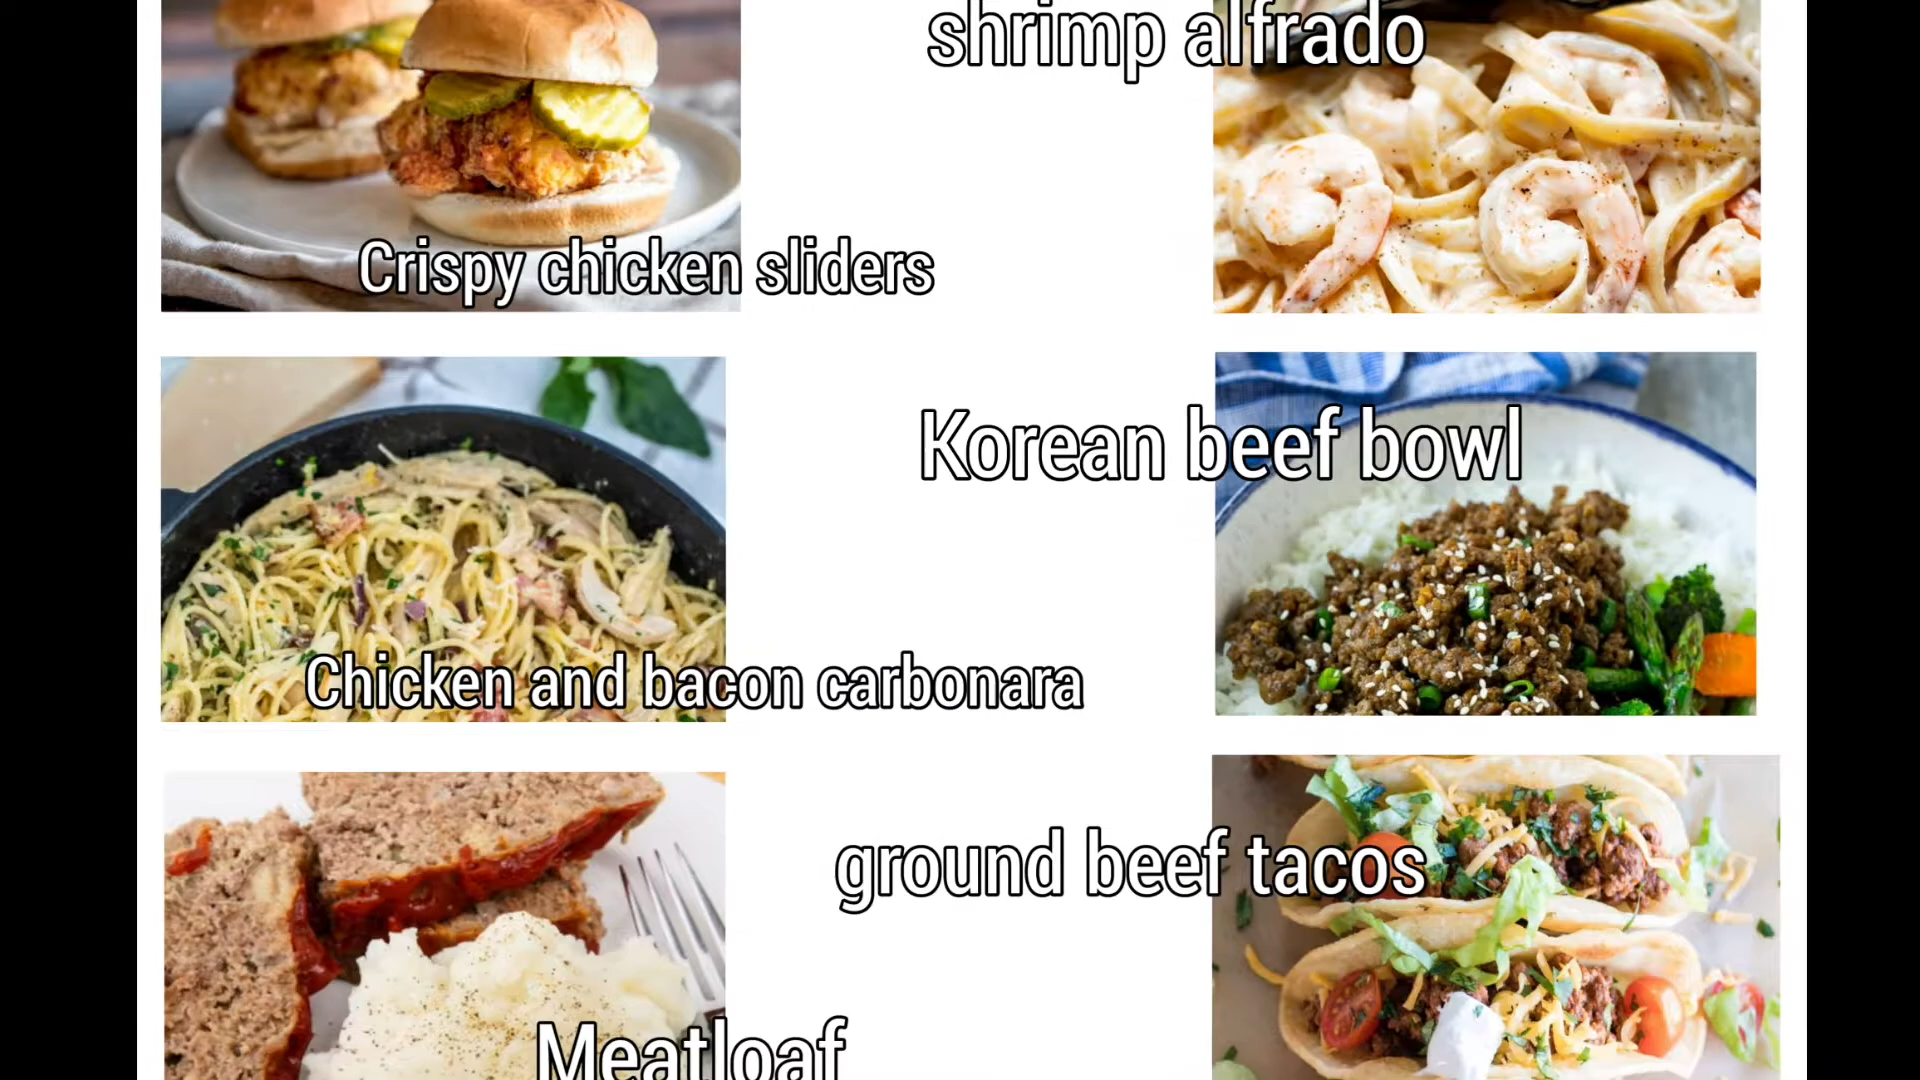 shrimp alfrado
Crispy chicken sliders
Korean beef bowl
Chicken and bacon carbonara
ground beef tacos
Meatloaf